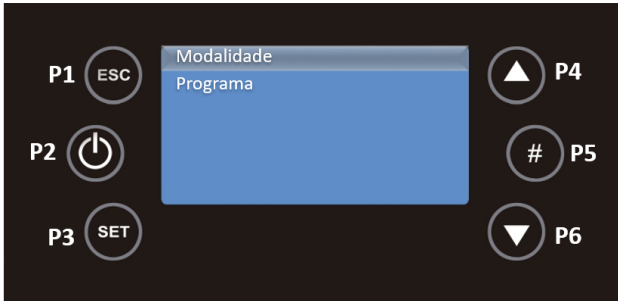 Modalidade
Programa
P1 ESC
P2
P3 SET
P4
# P5
P6